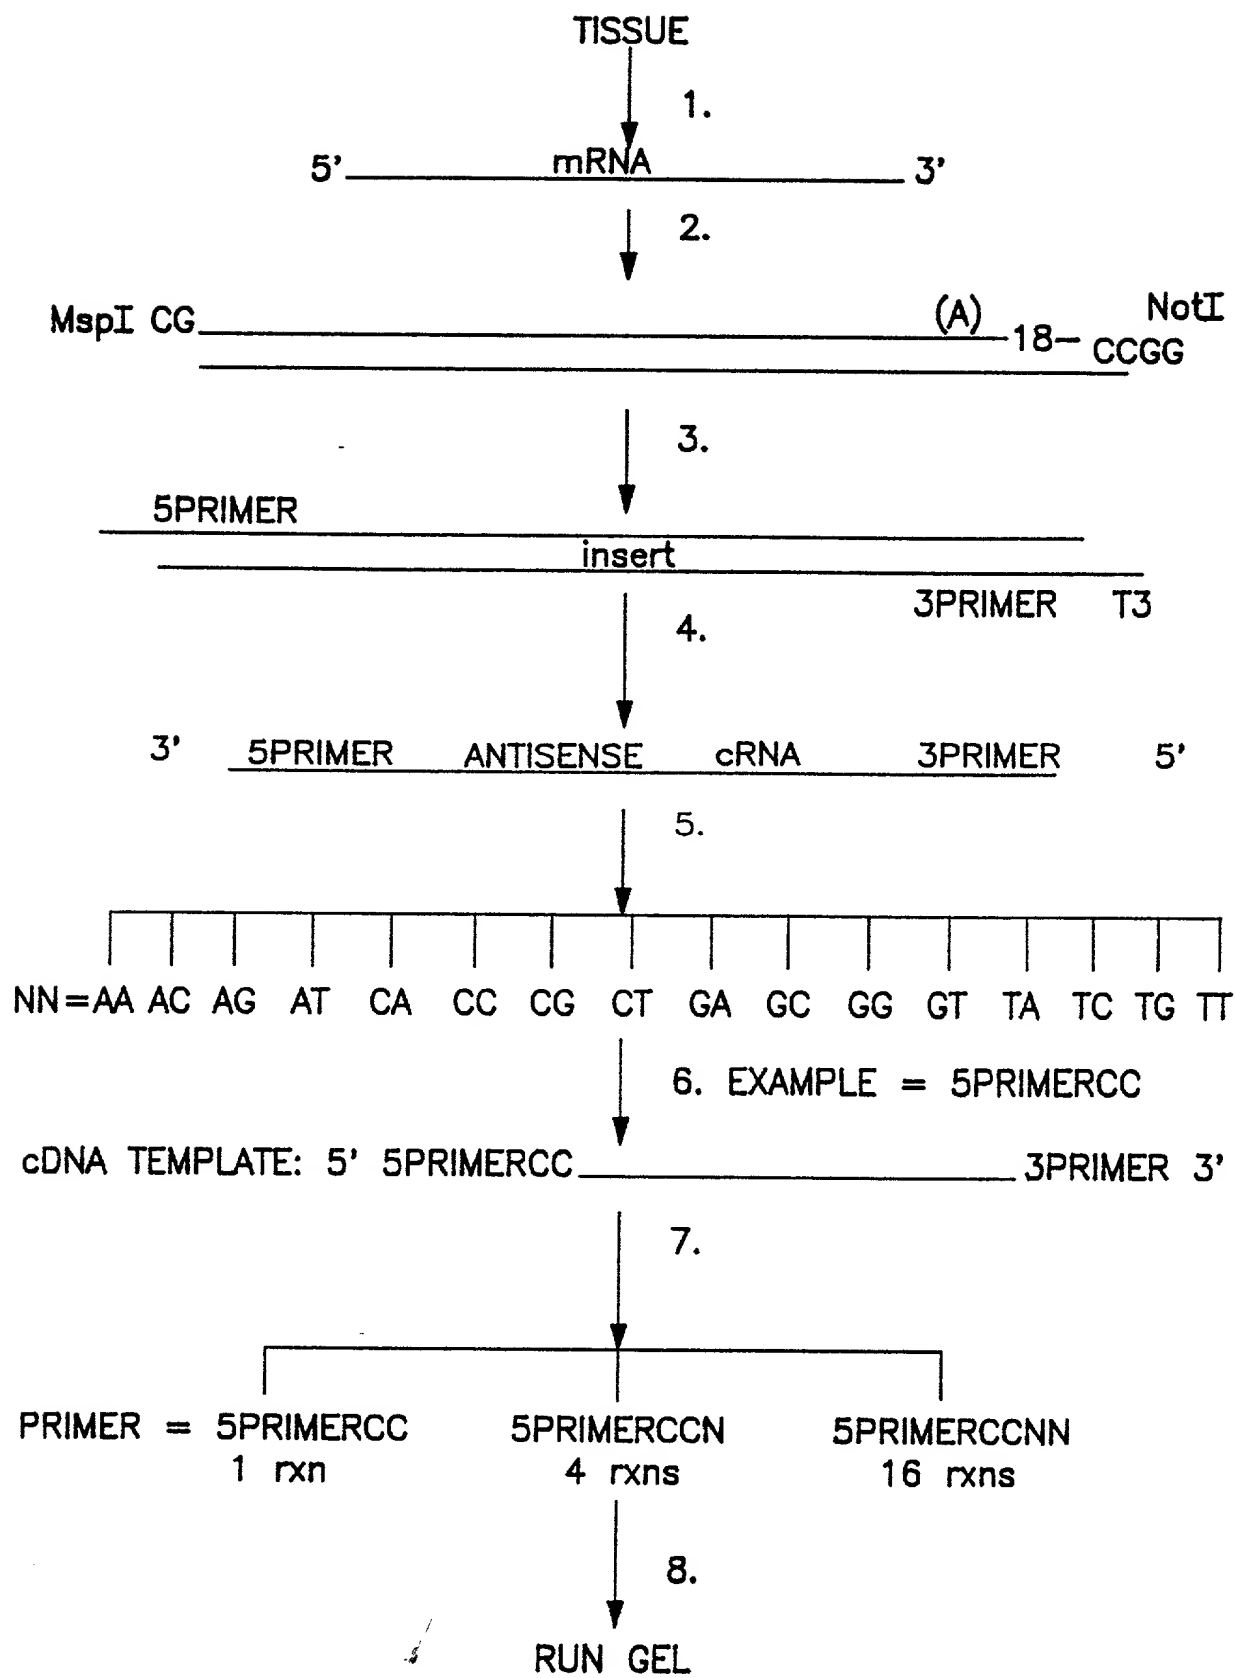 TISSUE
1.
5' mRNA 3'
2.
MspI CG (A) 18- CCGG NotI
3.
5PRIMER
insert
3PRIMER T3
4.
3' 5PRIMER ANTISENSE cRNA 3PRIMER 5'
5.
NN=AA AC AG AT CA CC CG CT GA GC GG GT TA TC TG TT
6. EXAMPLE = 5PRIMERCC
cDNA TEMPLATE: 5' 5PRIMERCC 3PRIMER 3'
7.
PRIMER = 5PRIMERCC 5PRIMERCCN 5PRIMERCCNN
1 rxn 4 rxns 16 rxns
8.
RUN GEL